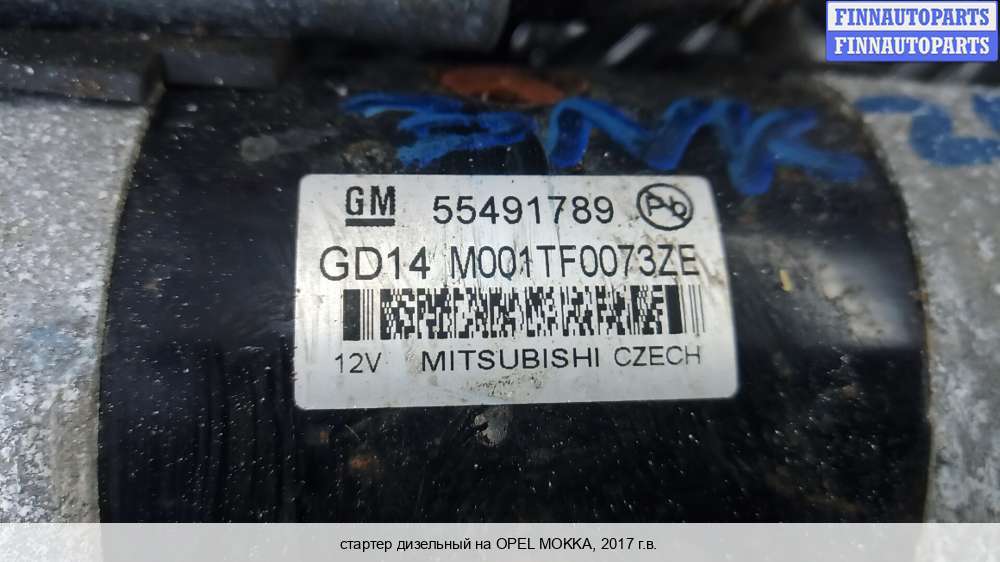 FINNAUTOPARTS
FINNAUTOPARTS
GM 55491789 Pb
GD14 M001TF0073ZE
12V MITSUBISHI CZECH
стартер дизельный на OPEL MOKKA, 2017 г.в.